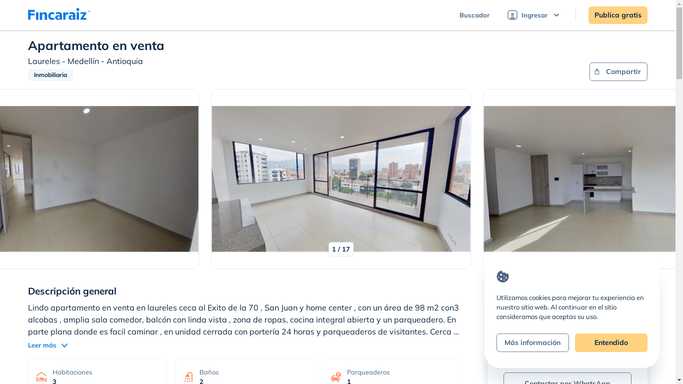 Fincaraiz
Buscador
Ingresar
Publica gratis
Apartamento en venta
Laureles - Medellín - Antioquia
Inmobiliaria
Compartir
1 / 17
Descripción general
Lindo apartamento en venta en laureles ceca al Exito de la 70 , San Juan y home center , con un área de 98 m2 con3
alcobas , amplia sala comedor, balcón con linda vista , zona de ropas, cocina integral abierta y un parqueadero. En
parte plana donde es facil caminar , en unidad cerrada con portería 24 horas y parqueaderos de visitantes. Cerca ...
Leer más
Habitaciones
3
Baños
2
Parqueaderos
1
Utilizamos cookies para mejorar tu experiencia en
nuestro sitio web. Al continuar en el sitio
consideramos que aceptas su uso.
Más información
Entendido
Contactar por WhatsApp